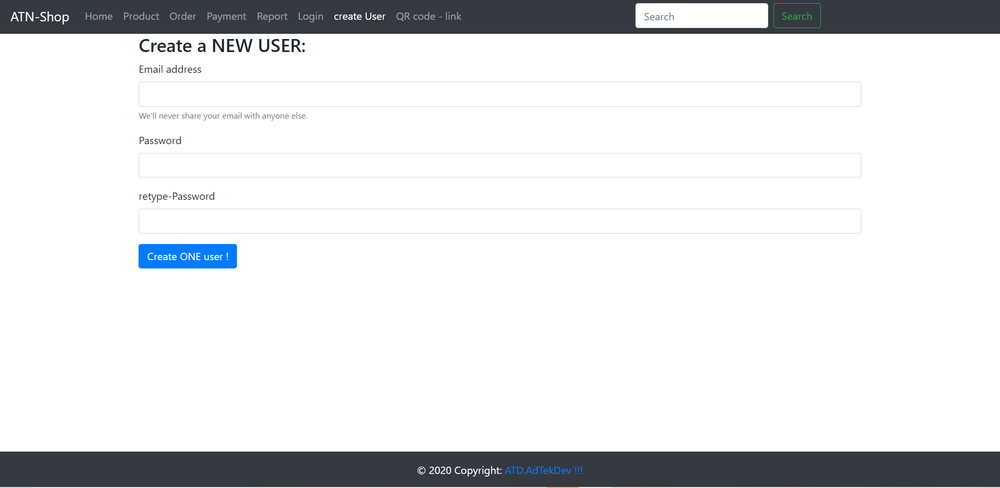 ATN-Shop Home Product Order Payment Report Login create User QR code - link Search Search
Create a NEW USER:
Email address
We'll never share your email with anyone else.
Password
retype-Password
Create ONE user !
© 2020 Copyright: ATD.AdTekDev !!!